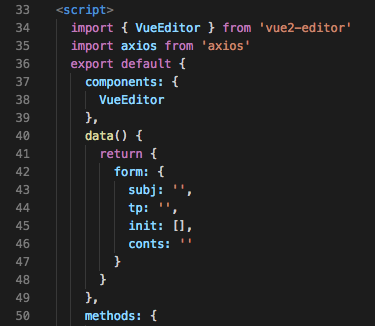 33 <script>
34 import { VueEditor } from 'vue2-editor'
35 import axios from 'axios'
36 export default {
37 components: {
38 VueEditor
39 },
40 data() {
41 return {
42 form: {
43 subj: '',
44 tp: '',
45 init: [],
46 conts: ''
47 }
48 }
49 },
50 methods: {